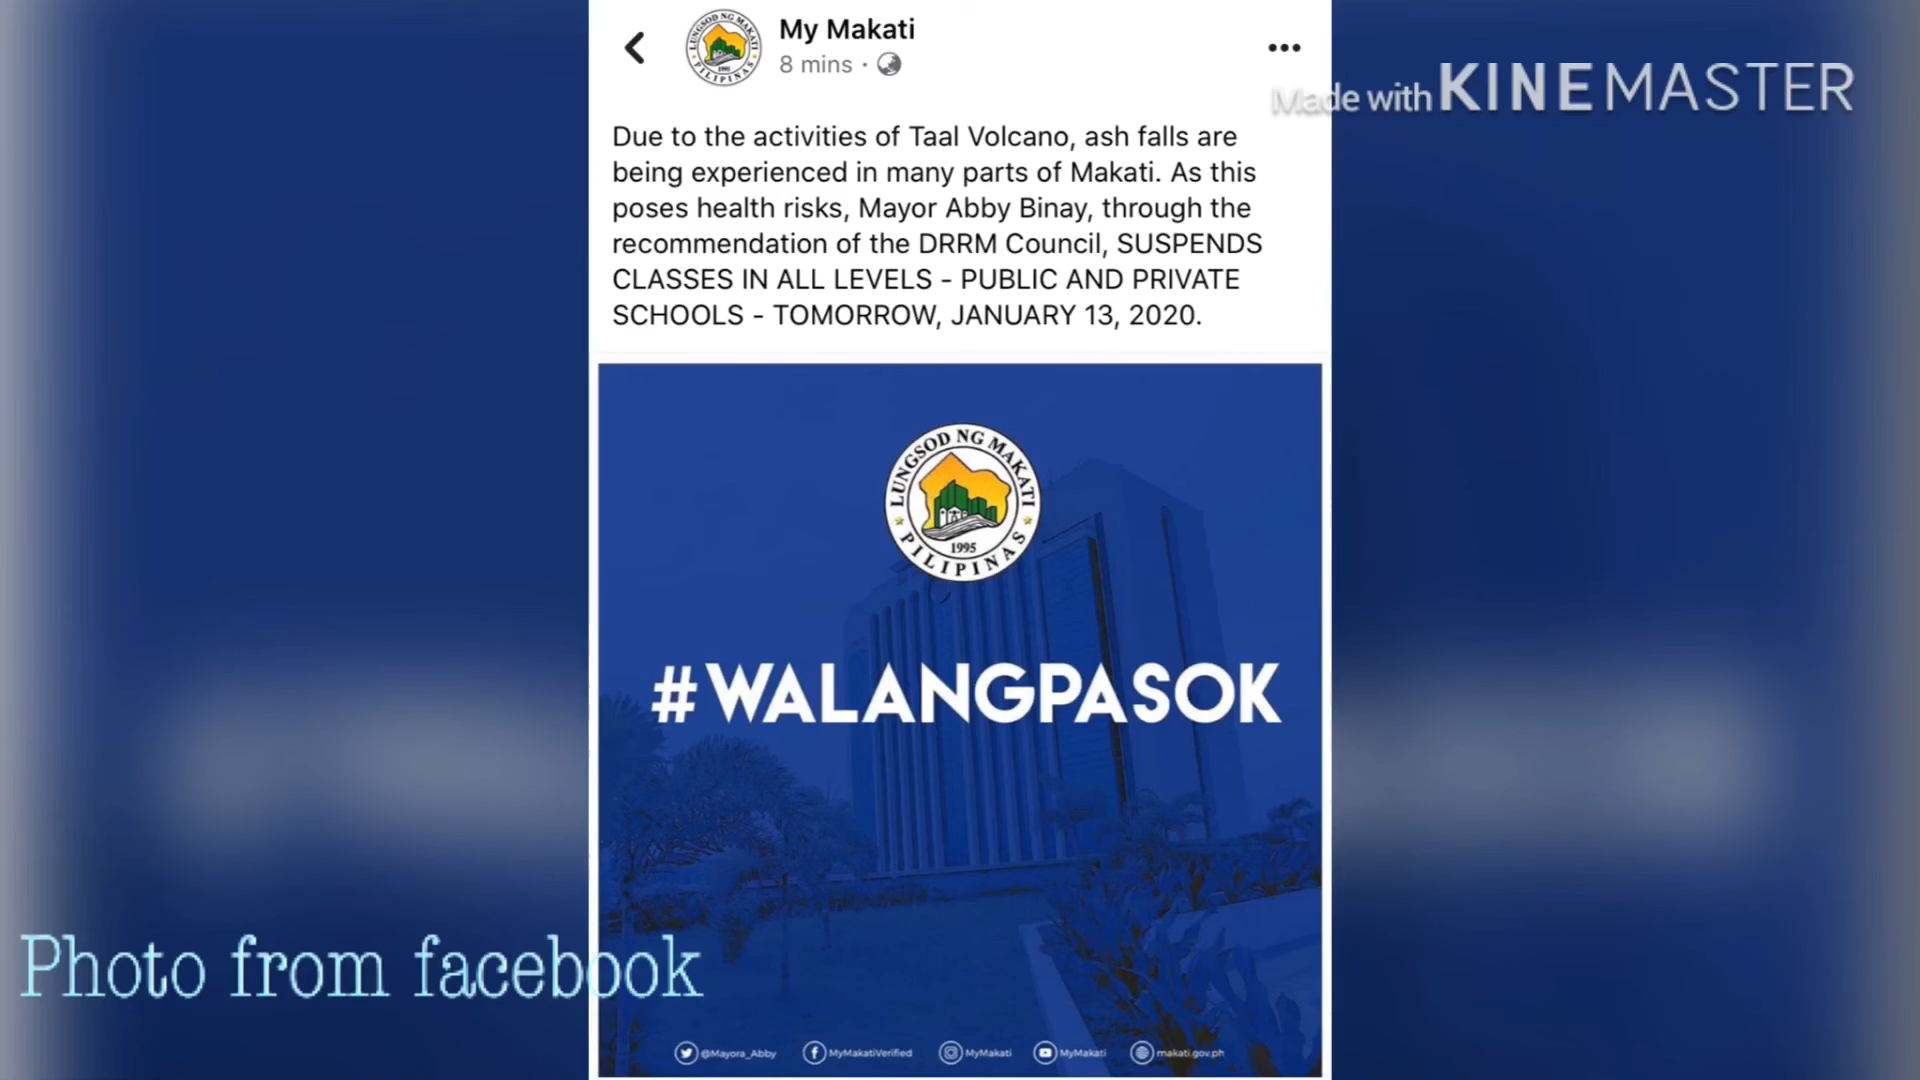 My Makati
8 mins ·
Made with KINEMASTER
Due to the activities of Taal Volcano, ash falls are
being experienced in many parts of Makati. As this
poses health risks, Mayor Abby Binay, through the
recommendation of the DRRM Council, SUSPENDS
CLASSES IN ALL LEVELS - PUBLIC AND PRIVATE
SCHOOLS - TOMORROW, JANUARY 13, 2020.
LUNGSOD NG MAKATI
1995
PILIPINAS
#WALANGPASOK
Photo from facebook
@Mayora_Abby MyMakatiVerified MyMakati MyMakati makati.gov.ph